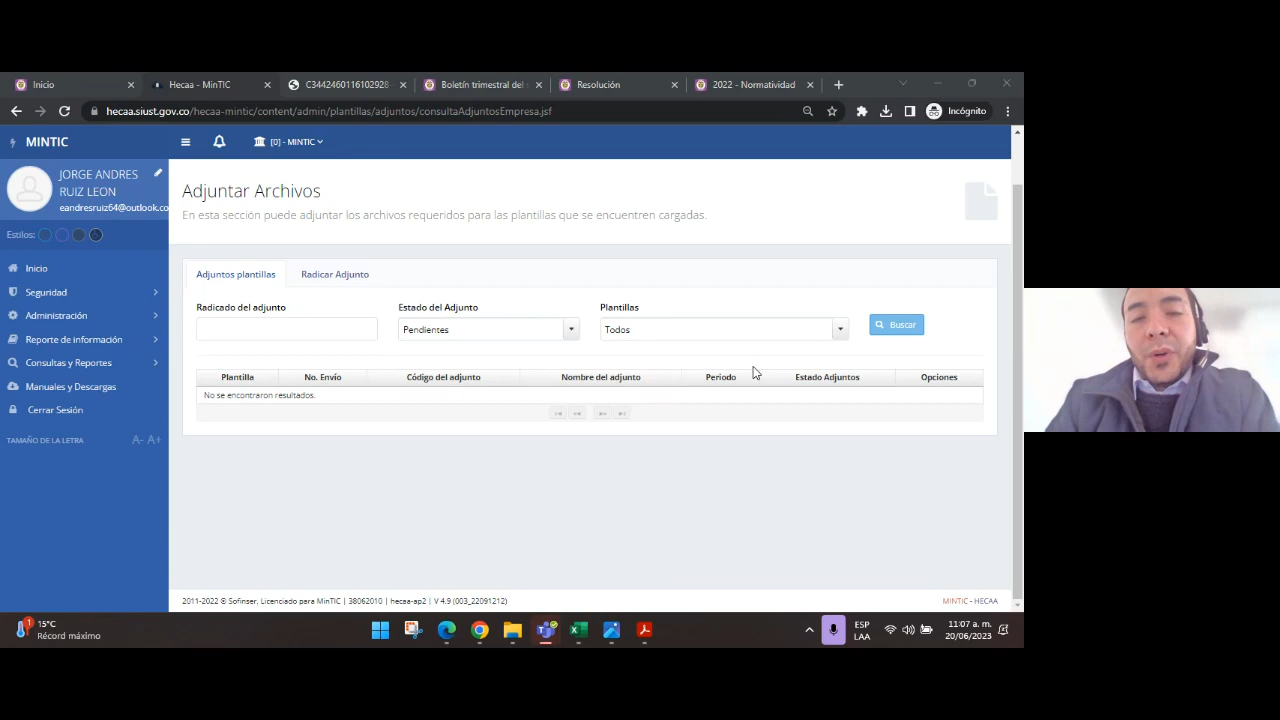 Inicio
Hecaa - MinTIC
C3442460116102928
Boletín trimestral del s
Resolución
2022 - Normatividad
hecaa.siust.gov.co/hecaa-mintic/content/admin/plantillas/adjuntos/consultaAdjuntosEmpresa.jsf
Incógnito
MINTIC
[0] - MINTIC
JORGE ANDRES
RUIZ LEON
eandresruiz64@outlook.co
Estilos:
Inicio
Seguridad
Administración
Reporte de información
Consultas y Reportes
Manuales y Descargas
Cerrar Sesión
TAMAÑO DE LA LETRA A- A+
Adjuntar Archivos
En esta sección puede adjuntar los archivos requeridos para las plantillas que se encuentren cargadas.
Adjuntos plantillas Radicar Adjunto
Radicado del adjunto Estado del Adjunto Plantillas
Pendientes Todos Buscar
Plantilla No. Envío Código del adjunto Nombre del adjunto Periodo Estado Adjuntos Opciones
No se encontraron resultados.
2011-2022 ® Sofinser, Licenciado para MinTIC | 38062010 | hecaa-ap2 | V 4.9 (003_22091212)
MINTIC - HECAA
1
15°C
Récord máximo
ESP
LAA
11:07 a. m.
20/06/2023